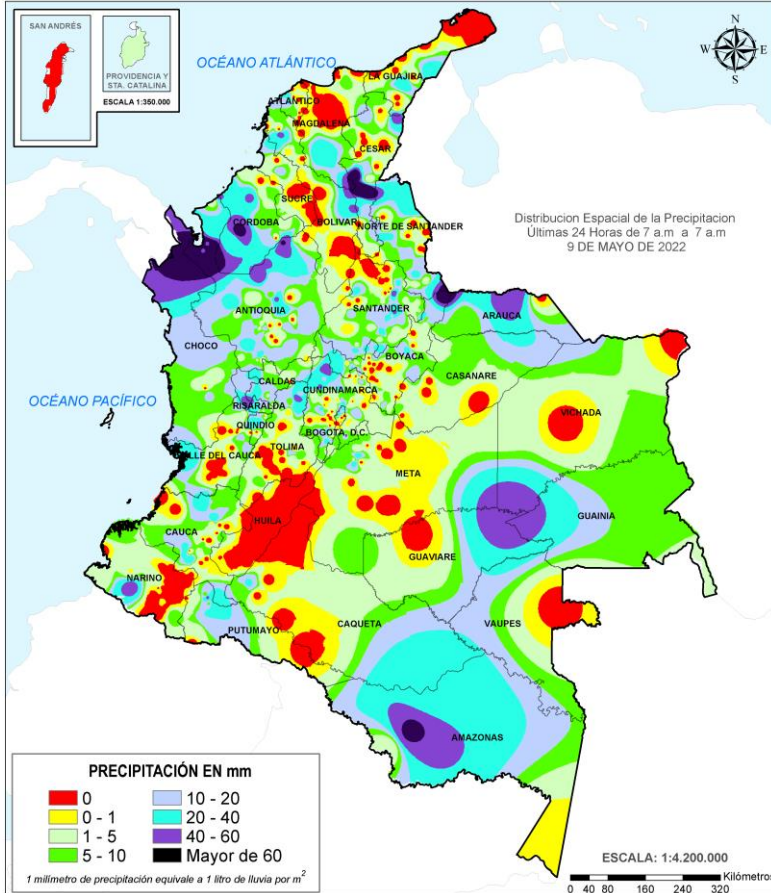 SAN ANDRÉS
PROVIDENCIA Y
STA. CATALINA
ESCALA 1:350.000
OCÉANO ATLÁNTICO
N
W E
S
LA GUAJIRA
ATLANTICO
MAGDALENA
CESAR
SUCRE
CORDOBA
BOLIVAR
NORTE DE SANTANDER
Distribucion Espacial de la Precipitacion
Últimas 24 Horas de 7 a.m a 7 a.m
9 DE MAYO DE 2022
ANTIOQUIA
SANTANDER
ARAUCA
CHOCO
BOYACA
CASANARE
CALDAS
CUNDINAMARCA
OCÉANO PACÍFICO
RISARALDA
VICHADA
QUINDIO
BOGOTA, D.C.
TOLIMA
VALLE DEL CAUCA
META
GUAINIA
HUILA
CAUCA
GUAVIARE
NARINO
CAQUETA
VAUPES
PUTUMAYO
AMAZONAS
PRECIPITACIÓN EN mm
0
0 - 1
1 - 5
5 - 10
10 - 20
20 - 40
40 - 60
Mayor de 60
1 milímetro de precipitación equivale a 1 litro de lluvia por m²
ESCALA: 1:4.200.000
Kilómetros
0 40 80 160 240 320